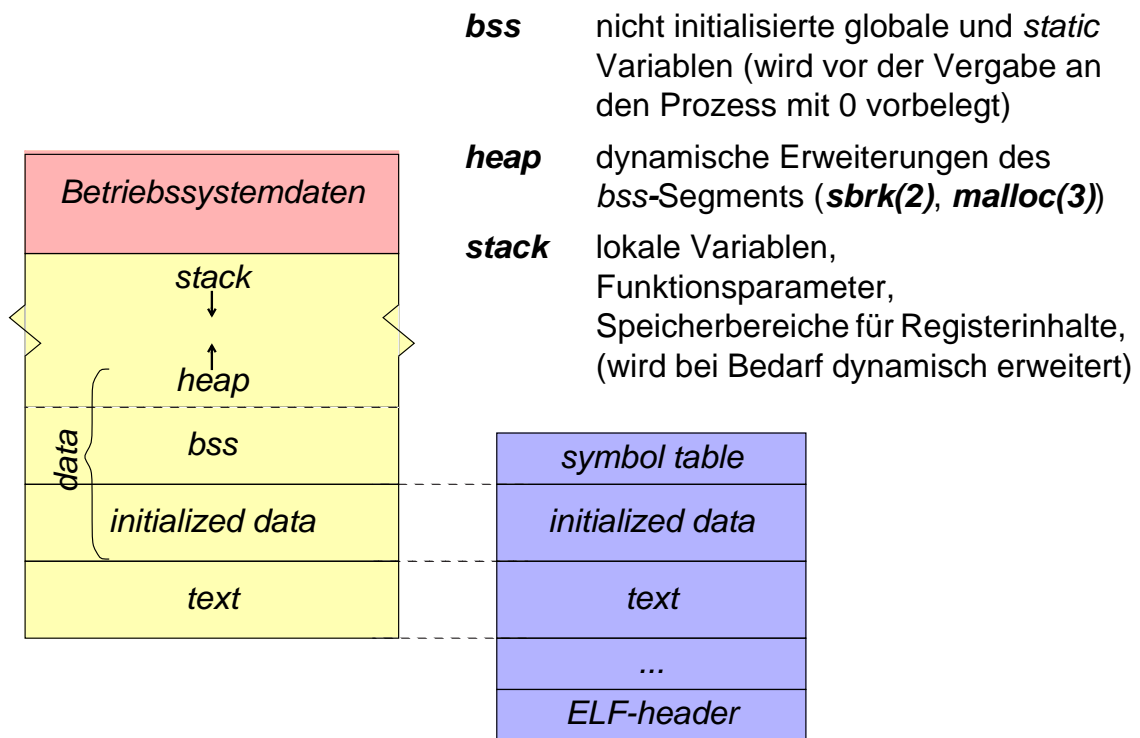 bss nicht initialisierte globale und static
Variablen (wird vor der Vergabe an
den Prozess mit 0 vorbelegt)
heap dynamische Erweiterungen des
bss-Segments (sbrk(2), malloc(3))
stack lokale Variablen,
Funktionsparameter,
Speicherbereiche für Registerinhalte,
(wird bei Bedarf dynamisch erweitert)
Betriebssystemdaten
stack
heap
data
bss
initialized data
text
symbol table
initialized data
text
...
ELF-header